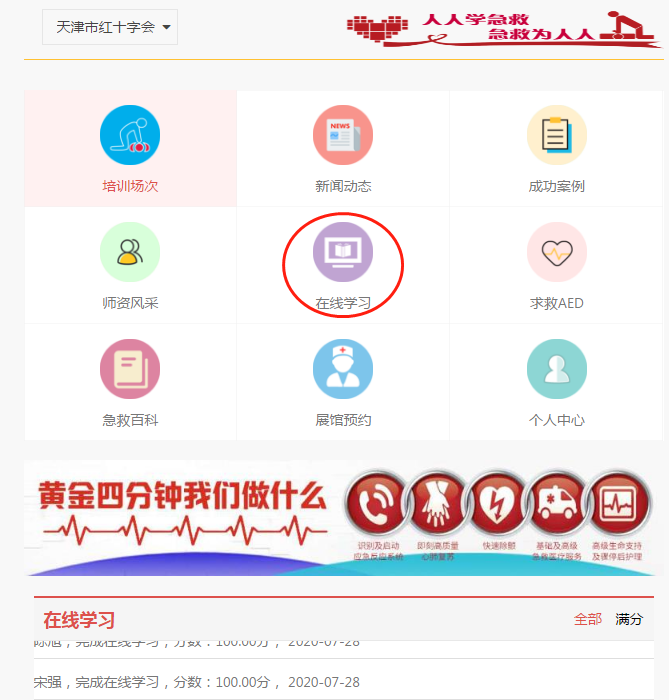 天津市红十字会
人人学急救
急救为人人
NEWS
培训场次
新闻动态
成功案例
师资风采
在线学习
求救AED
急救百科
展馆预约
个人中心
黄金四分钟我们做什么
识别及启动
应急反应系统
即刻高质量
心肺复苏
快速除颤
基础及高级
急救医疗服务
高级生命支持
及骤停后护理
在线学习
全部 满分
陈旭，完成在线学习，分数：100.00分， 2020-07-28
宋强，完成在线学习，分数：100.00分， 2020-07-28